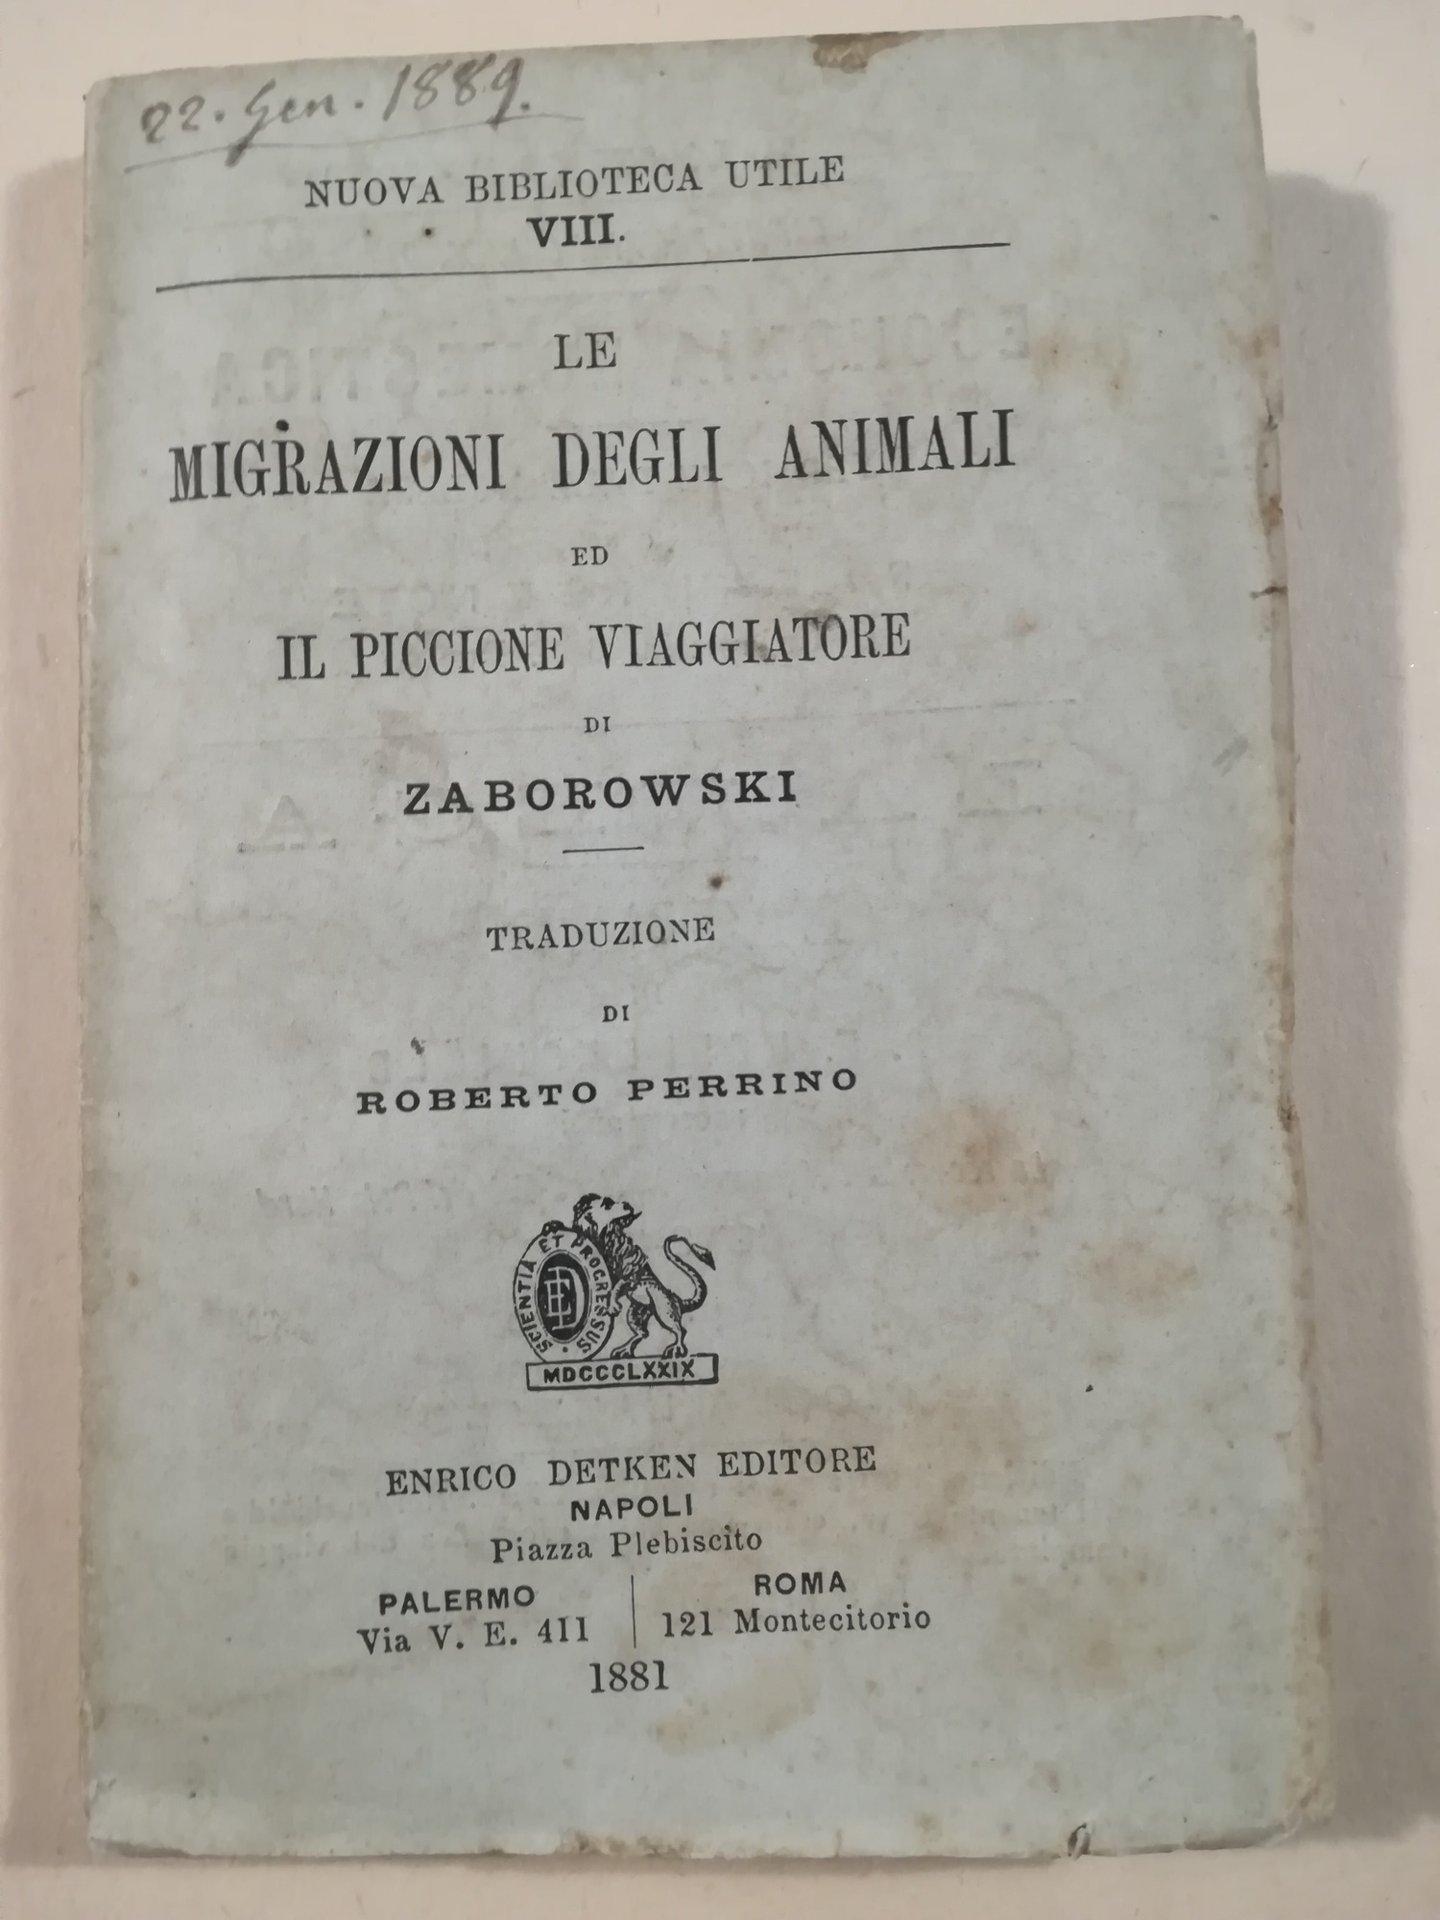 22. Gen. 1889.
NUOVA BIBLIOTECA UTILE
VIII.
LE
MIGRAZIONI DEGLI ANIMALI
ED
IL PICCIONE VIAGGIATORE
DI
ZABOROWSKI
TRADUZIONE
DI
ROBERTO PERRINO
SCIENTIA ET PROGRESSUS
MDCCCLXXIX
ENRICO DETKEN EDITORE
NAPOLI
Piazza Plebiscito
PALERMO
Via V. E. 411
ROMA
121 Montecitorio
1881